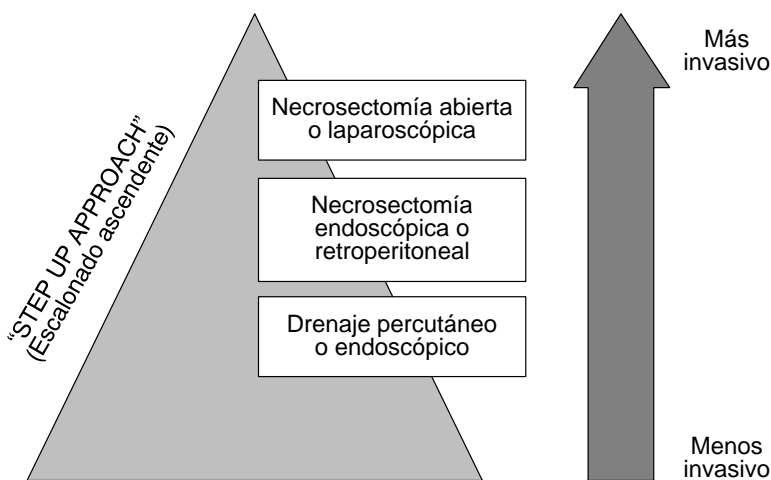 “STEP UP APPROACH”
(Escalonado ascendente)
Necrosectomía abierta
o laparoscópica
Necrosectomía
endoscópica o
retroperitoneal
Drenaje percutáneo
o endoscópico
Más
invasivo
Menos
invasivo